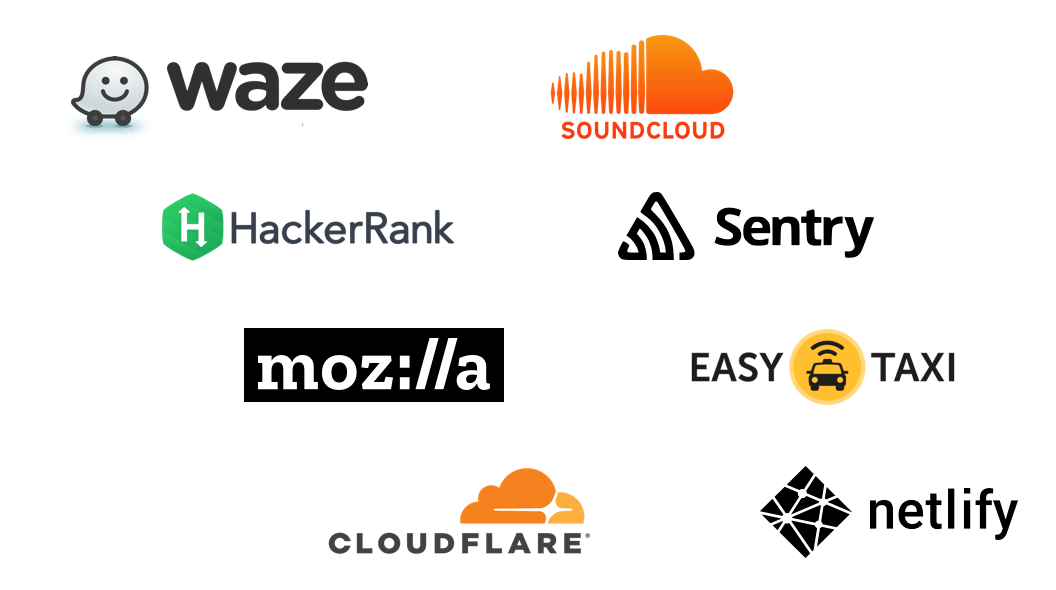 waze
SOUNDCLOUD
H HackerRank
Sentry
moz://a
EASY TAXI
CLOUDFLARE®
netlify